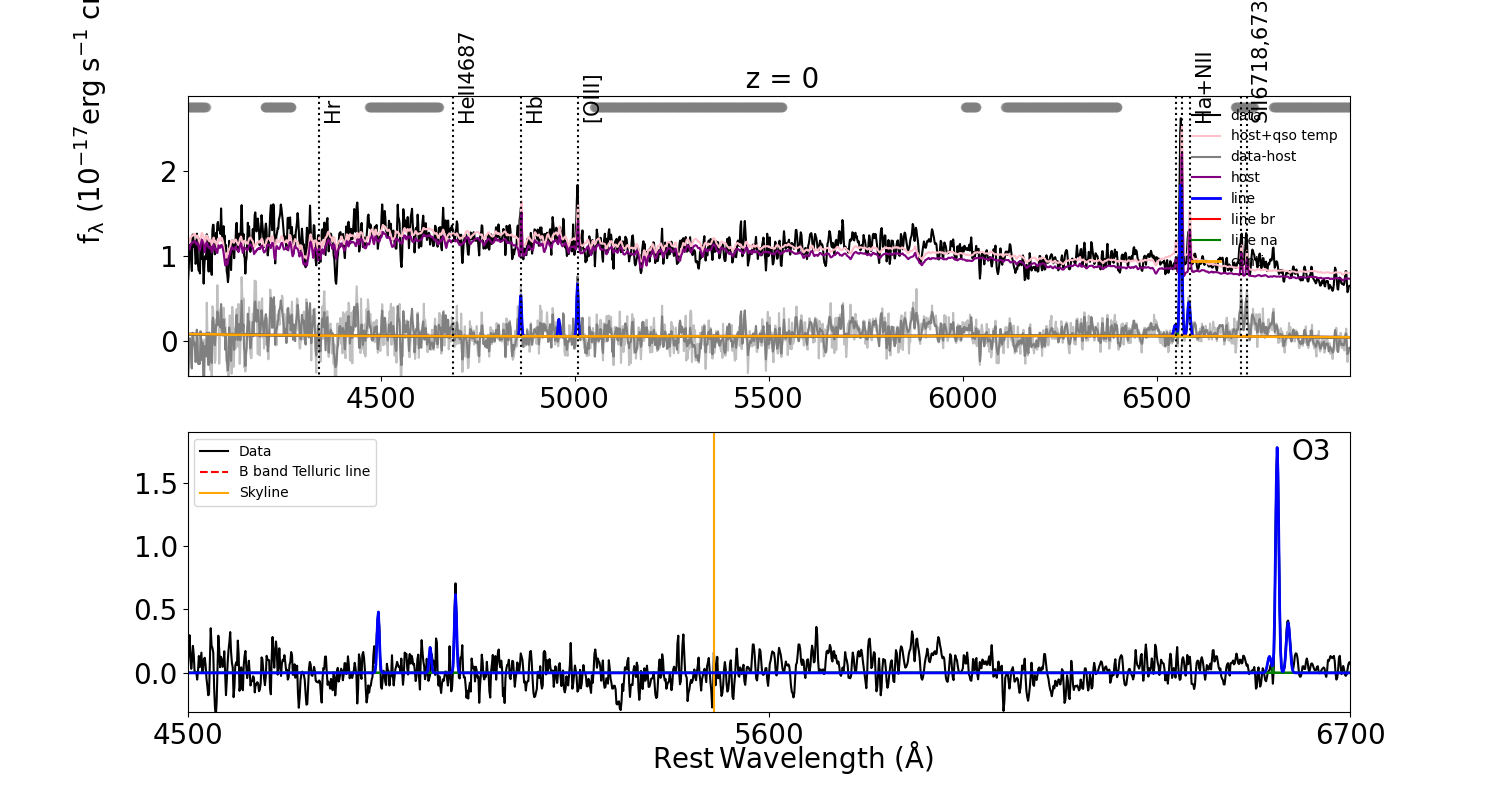 z = 0
Hr
HeII4687
Hb
[OIII]
Ha+NII
SII6718,673
f_λ (10^{-17} erg s^{-1} c
data
host+qso temp
data-host
host
line
line br
line na
2
1
0
4500 5000 5500 6000 6500
Data
B band Telluric line
Skyline
O3
1.5
1.0
0.5
0.0
4500 5600 6700
Rest Wavelength (Å)